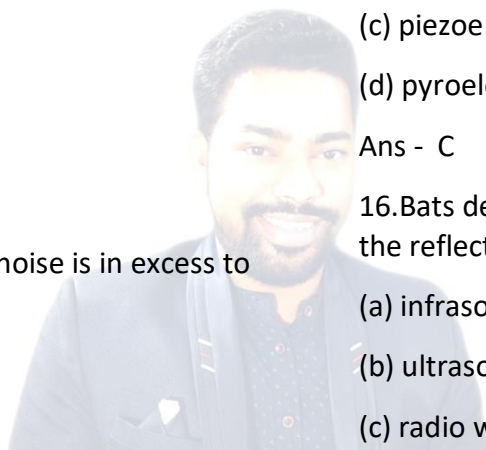 noise is in excess to
(c) piezoe
(d) pyroel
Ans - C
16.Bats de
the reflect
(a) infraso
(b) ultraso
(c) radio w